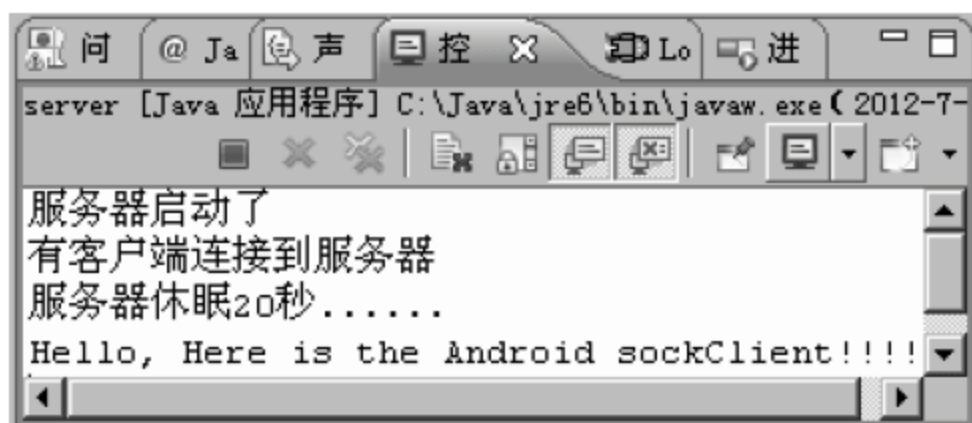 问 @ Ja 声 控 Lo 进
server [Java 应用程序] C:\Java\jre6\bin\javaw.exe( 2012-7-
服务器启动了
有客户端连接到服务器
服务器休眠20秒......
Hello, Here is the Android sockClient!!!!